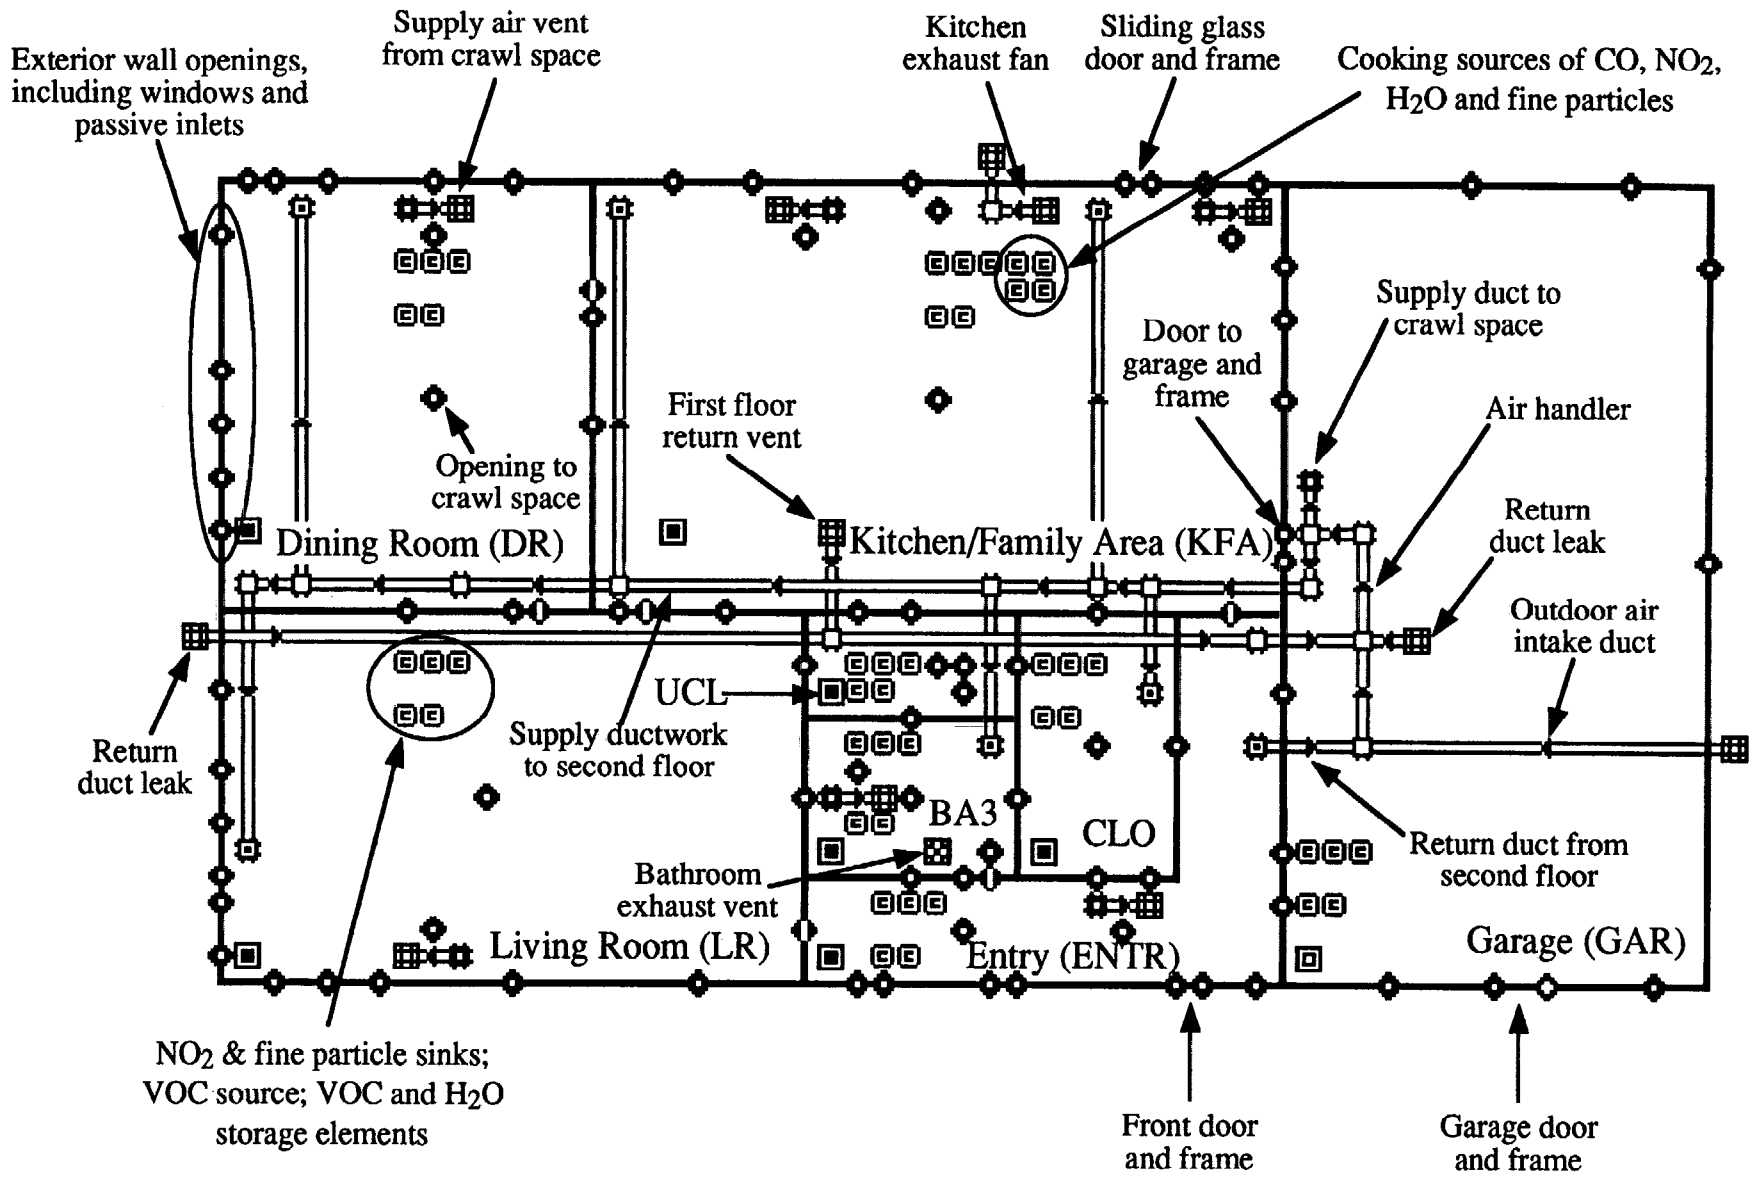 Supply air vent
from crawl space
Kitchen
exhaust fan
Sliding glass
door and frame
Cooking sources of CO, NO2,
H2O and fine particles
Exterior wall openings,
including windows and
passive inlets
Supply duct to
crawl space
Door to
garage and
frame
First floor
return vent
Air handler
Opening to
crawl space
Return
duct leak
Dining Room (DR)
Kitchen/Family Area (KFA)
Outdoor air
intake duct
UCL
Supply ductwork
to second floor
Return
duct leak
BA3
CLO
Return duct from
second floor
Bathroom
exhaust vent
Living Room (LR)
Entry (ENTR)
Garage (GAR)
NO2 & fine particle sinks;
VOC source; VOC and H2O
storage elements
Front door
and frame
Garage door
and frame